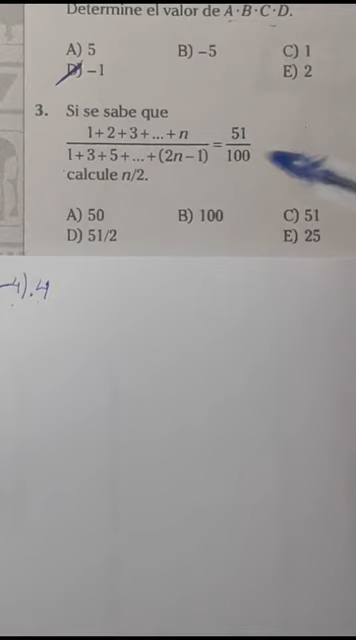 Determine el valor de A·B·C·D.
A) 5 B) –5 C) 1
D) –1 E) 2
3. Si se sabe que
1+2+3+...+n / 1+3+5+...+(2n–1) = 51 / 100
calcule n/2.
A) 50 B) 100 C) 51
D) 51/2 E) 25
–4).4